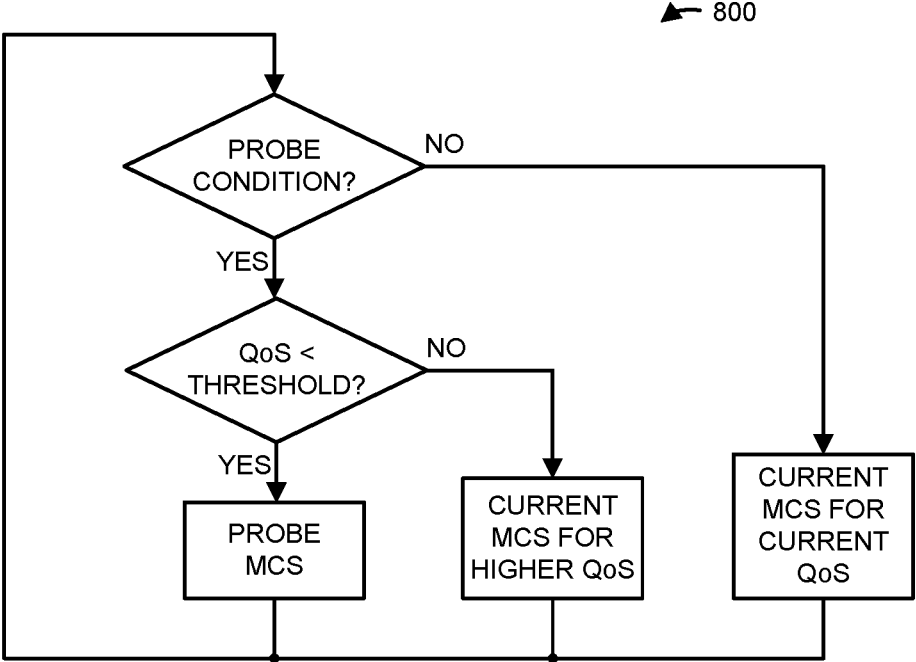 800
PROBE
CONDITION?
NO
YES
QoS <
THRESHOLD?
NO
YES
PROBE
MCS
CURRENT
MCS FOR
HIGHER QoS
CURRENT
MCS FOR
CURRENT
QoS